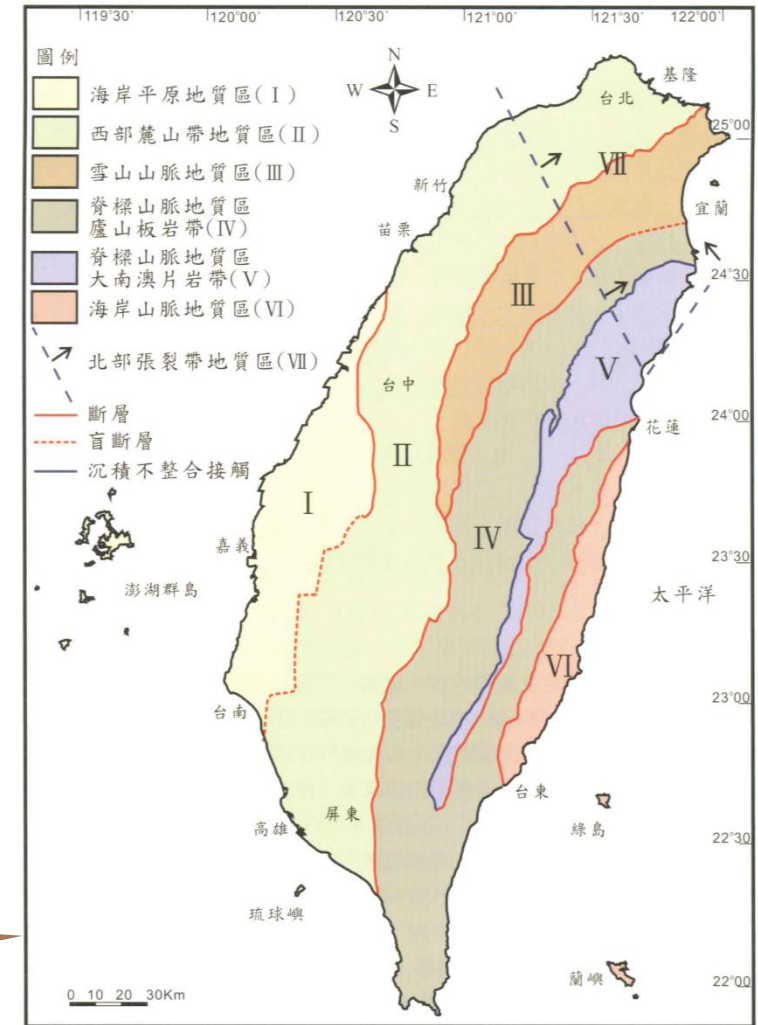 119°30′ 120°00′ 120°30′ 121°00′ 121°30′ 122°00′
圖例
海岸平原地質區(Ⅰ)
西部麓山帶地質區(Ⅱ)
雪山山脈地質區(Ⅲ)
脊樑山脈地質區
廬山板岩帶(Ⅳ)
脊樑山脈地質區
大南澳片岩帶(Ⅴ)
海岸山脈地質區(Ⅵ)
北部張裂帶地質區(Ⅶ)
斷層
盲斷層
沉積不整合接觸
N
W E
S
基隆
台北
25°00′
Ⅶ
新竹
宜蘭
苗栗
24°30′
Ⅲ
Ⅴ
台中
24°00′
花蓮
Ⅱ
Ⅰ
Ⅳ
嘉義
23°30′
澎湖群島
太平洋
Ⅵ
23°00′
台南
台東
屏東
高雄
綠島
22°30′
琉球嶼
蘭嶼
22°00′
0 10 20 30Km